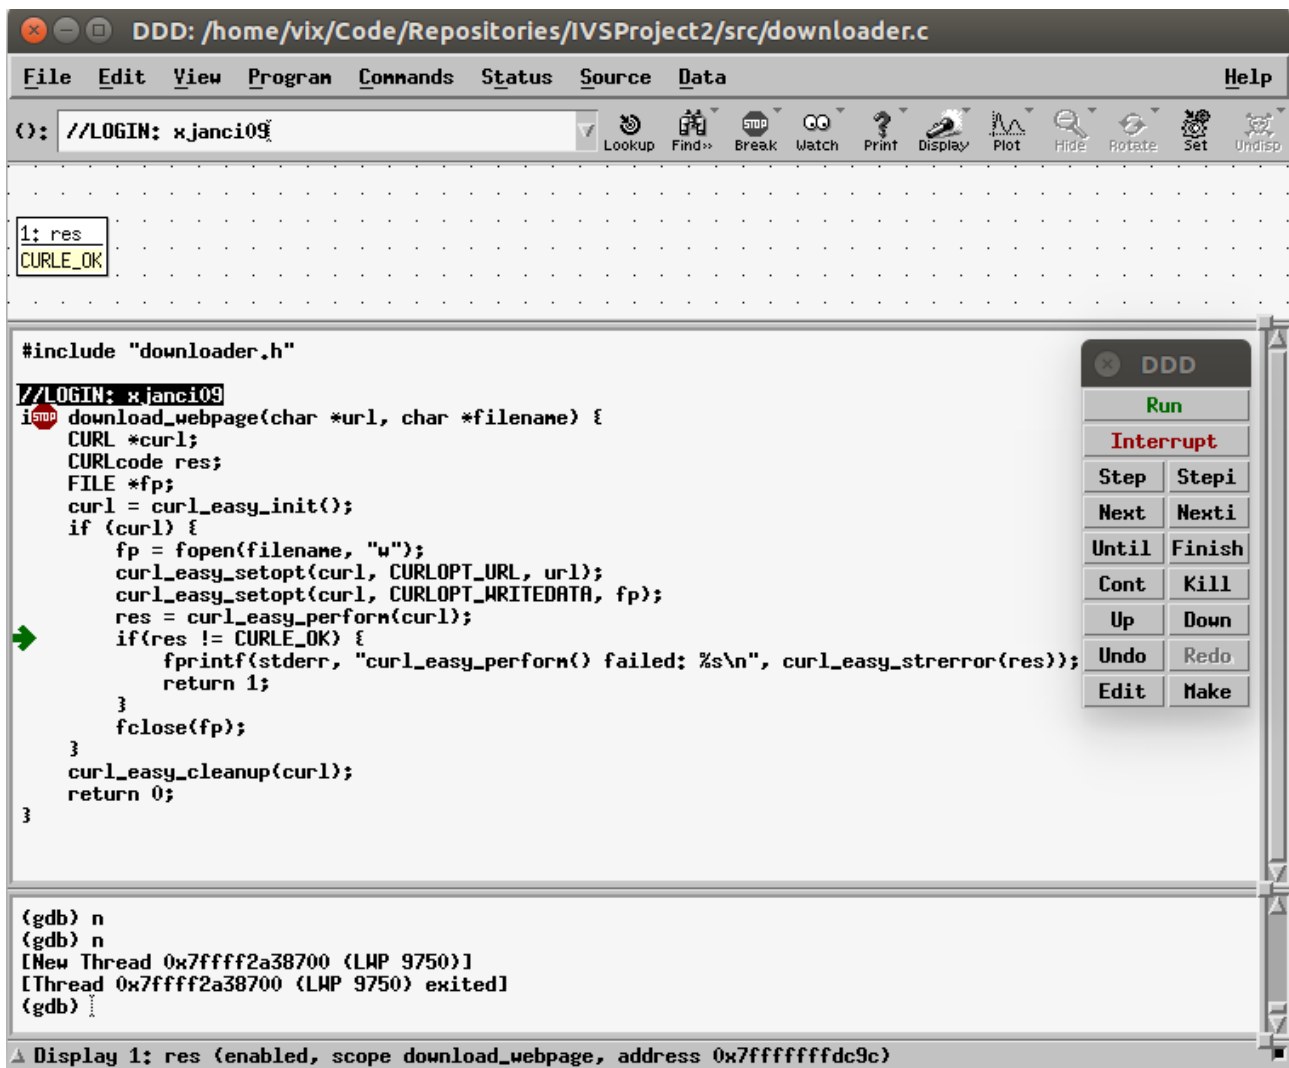 DDD: /home/vix/Code/Repositories/IVSProject2/src/downloader.c
File Edit View Program Commands Status Source Data Help
(): //LOGIN: xjanci09
Lookup Find» Break Watch Print Display Plot Hide Rotate Set Undisp
STOP
1: res
CURLE_OK
#include "downloader.h"
//LOGIN: xjanci09
i STOP download_webpage(char *url, char *filename) {
CURL *curl;
CURLcode res;
FILE *fp;
curl = curl_easy_init();
if (curl) {
fp = fopen(filename, "w");
curl_easy_setopt(curl, CURLOPT_URL, url);
curl_easy_setopt(curl, CURLOPT_WRITEDATA, fp);
res = curl_easy_perform(curl);
if(res != CURLE_OK) {
fprintf(stderr, "curl_easy_perform() failed: %s\n", curl_easy_strerror(res));
return 1;
}
fclose(fp);
}
curl_easy_cleanup(curl);
return 0;
}
DDD
Run
Interrupt
Step Stepi
Next Nexti
Until Finish
Cont Kill
Up Down
Undo Redo
Edit Make
(gdb) n
(gdb) n
[New Thread 0x7ffff2a38700 (LWP 9750)]
[Thread 0x7ffff2a38700 (LWP 9750) exited]
(gdb)
Display 1: res (enabled, scope download_webpage, address 0x7fffffffdc9c)